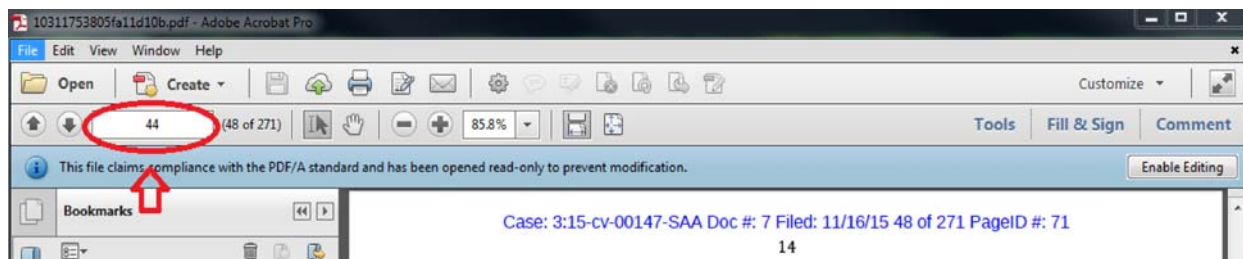 10311753805fa11d10b.pdf - Adobe Acrobat Pro
File Edit View Window Help
Open Create Customize
44 (48 of 271) 85.8% Tools Fill & Sign Comment
This file claims compliance with the PDF/A standard and has been opened read-only to prevent modification. Enable Editing
Bookmarks
Case: 3:15-cv-00147-SAA Doc #: 7 Filed: 11/16/15 48 of 271 PageID #: 71
14